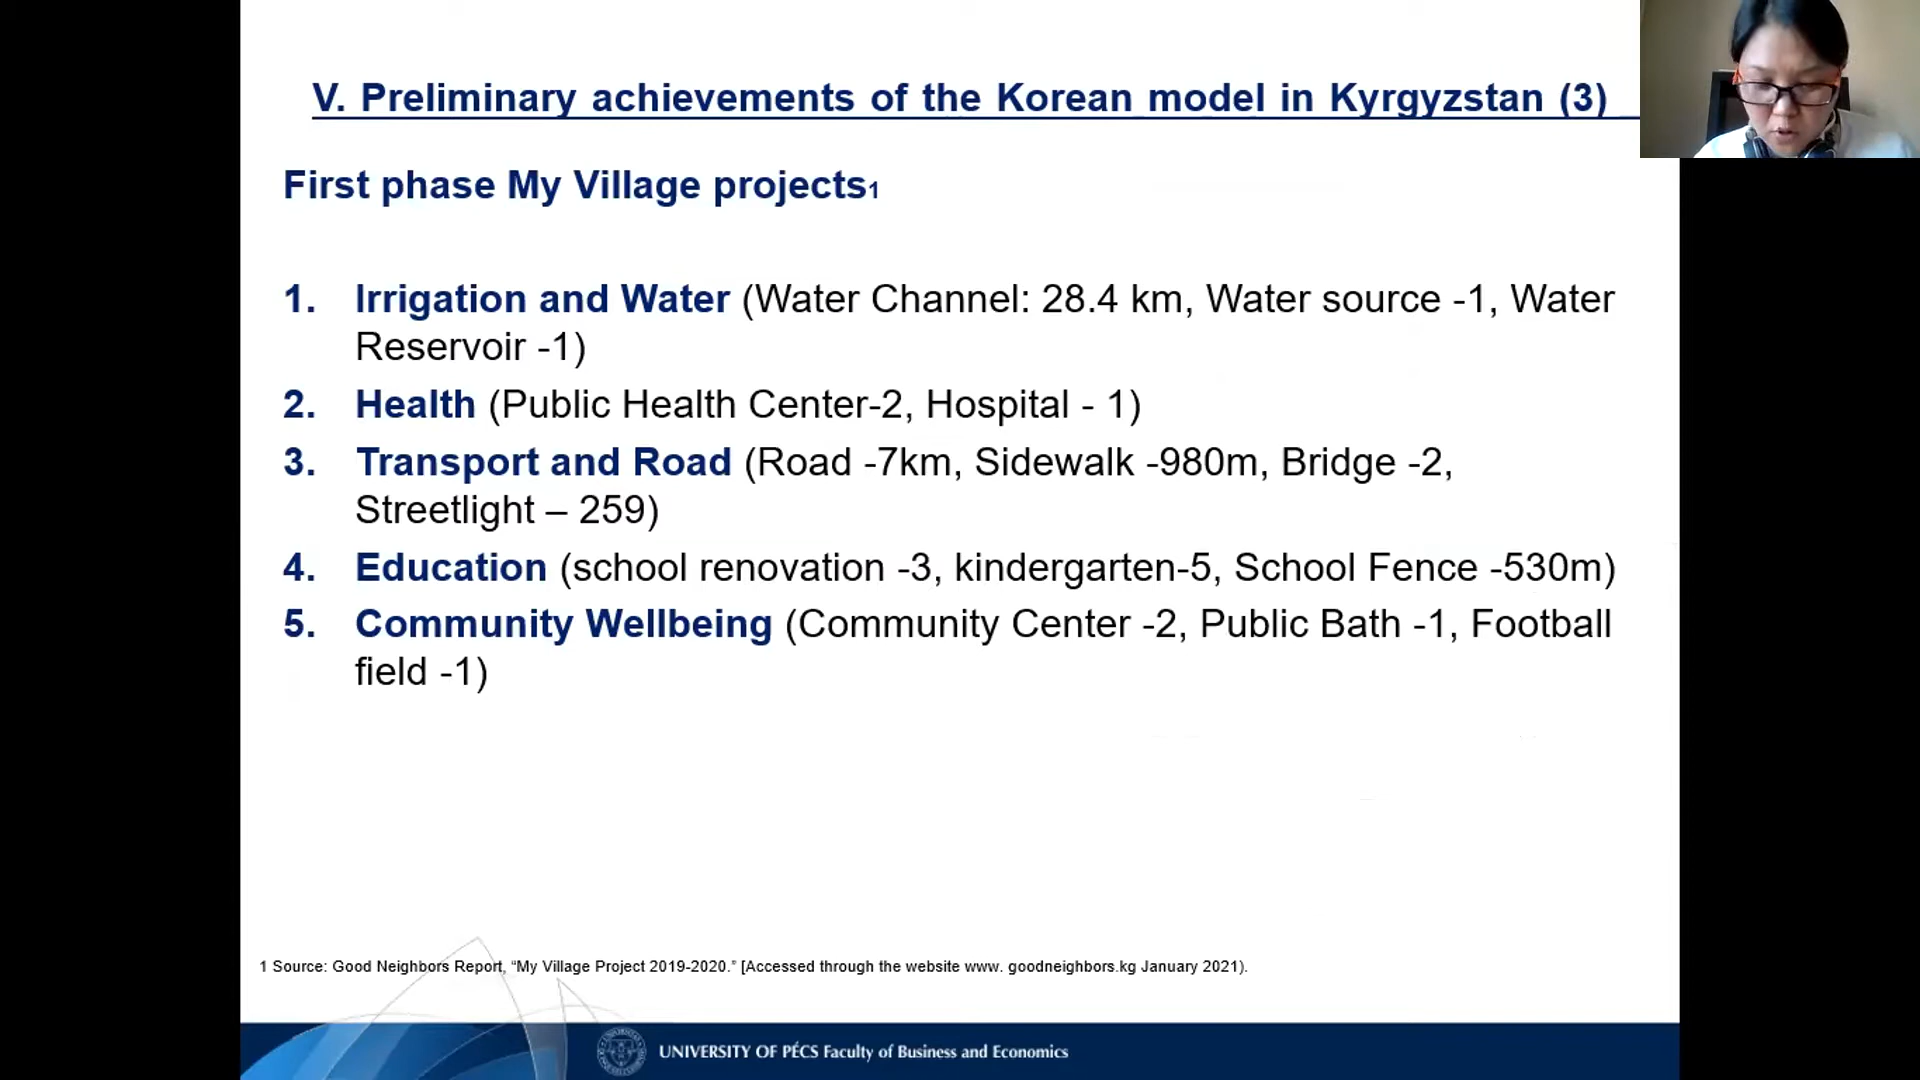 V. Preliminary achievements of the Korean model in Kyrgyzstan (3)
First phase My Village projects1
1. Irrigation and Water (Water Channel: 28.4 km, Water source -1, Water
Reservoir -1)
2. Health (Public Health Center-2, Hospital - 1)
3. Transport and Road (Road -7km, Sidewalk -980m, Bridge -2,
Streetlight – 259)
4. Education (school renovation -3, kindergarten-5, School Fence -530m)
5. Community Wellbeing (Community Center -2, Public Bath -1, Football
field -1)
1 Source: Good Neighbors Report, “My Village Project 2019-2020.” [Accessed through the website www. goodneighbors.kg January 2021).
UNIVERSITY OF PÉCS Faculty of Business and Economics